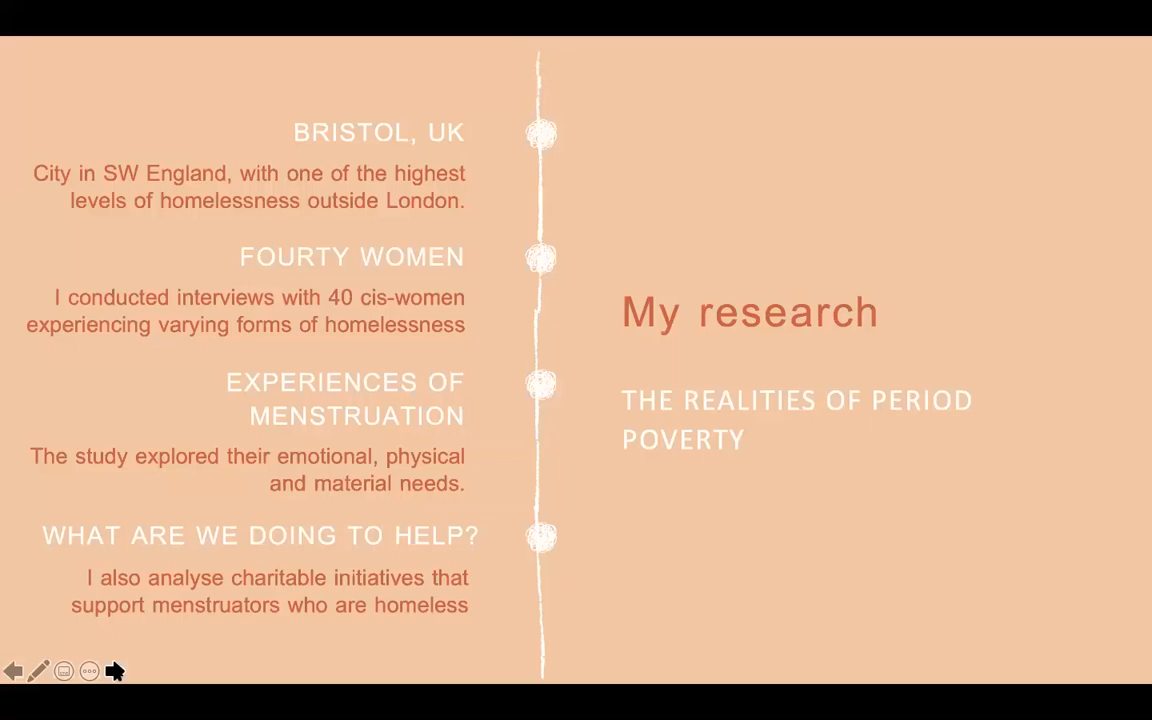 BRISTOL, UK
City in SW England, with one of the highest
levels of homelessness outside London.
FOURTY WOMEN
I conducted interviews with 40 cis-women
experiencing varying forms of homelessness
EXPERIENCES OF
MENSTRUATION
The study explored their emotional, physical
and material needs.
WHAT ARE WE DOING TO HELP?
I also analyse charitable initiatives that
support menstruators who are homeless
My research
THE REALITIES OF PERIOD
POVERTY